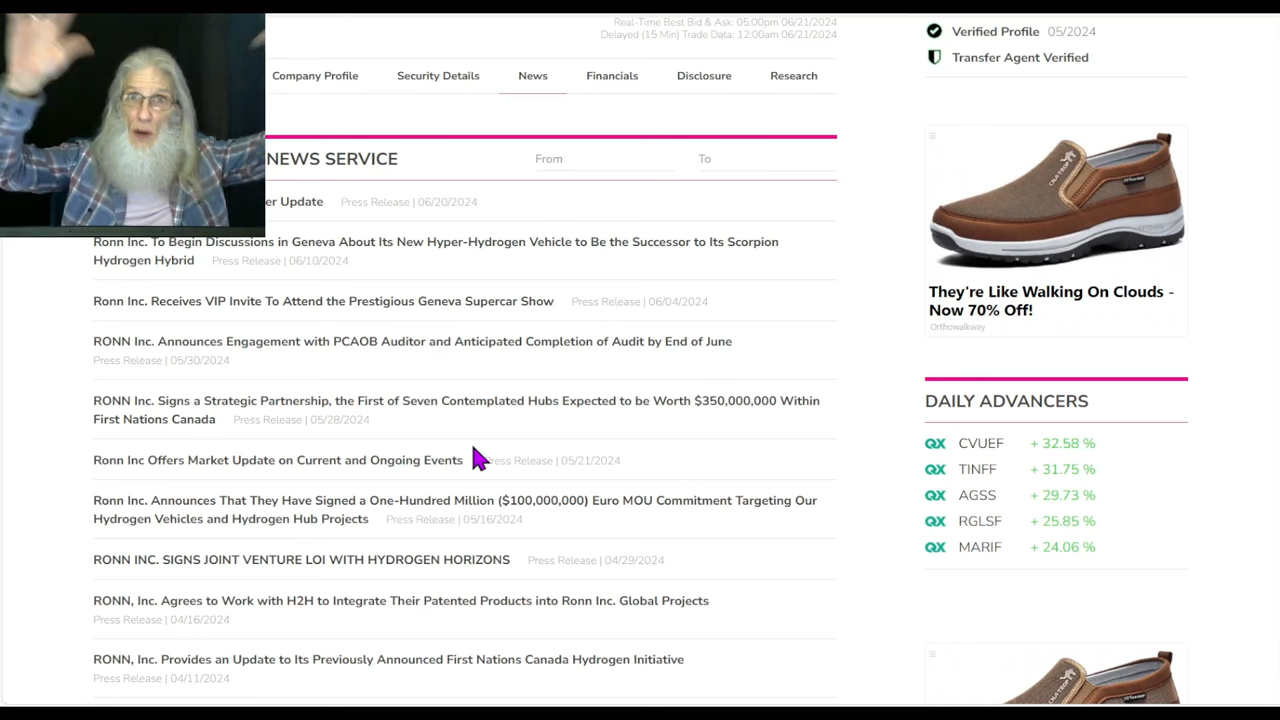 Real-Time Best Bid & Ask: 05:00pm 06/21/2024
Delayed (15 Min) Trade Data: 12:00am 06/21/2024
Company Profile Security Details News Financials Disclosure Research
NEWS SERVICE From To
er Update Press Release | 06/20/2024
Ronn Inc. To Begin Discussions in Geneva About Its New Hyper-Hydrogen Vehicle to Be the Successor to Its Scorpion
Hydrogen Hybrid Press Release | 06/10/2024
Ronn Inc. Receives VIP Invite To Attend the Prestigious Geneva Supercar Show Press Release | 06/04/2024
RONN Inc. Announces Engagement with PCAOB Auditor and Anticipated Completion of Audit by End of June
Press Release | 05/30/2024
RONN Inc. Signs a Strategic Partnership, the First of Seven Contemplated Hubs Expected to be Worth $350,000,000 Within
First Nations Canada Press Release | 05/28/2024
Ronn Inc Offers Market Update on Current and Ongoing Events Press Release | 05/21/2024
Ronn Inc. Announces That They Have Signed a One-Hundred Million ($100,000,000) Euro MOU Commitment Targeting Our
Hydrogen Vehicles and Hydrogen Hub Projects Press Release | 05/16/2024
RONN INC. SIGNS JOINT VENTURE LOI WITH HYDROGEN HORIZONS Press Release | 04/29/2024
RONN, Inc. Agrees to Work with H2H to Integrate Their Patented Products into Ronn Inc. Global Projects
Press Release | 04/16/2024
RONN, Inc. Provides an Update to Its Previously Announced First Nations Canada Hydrogen Initiative
Press Release | 04/11/2024
Verified Profile 05/2024
Transfer Agent Verified
They're Like Walking On Clouds -
Now 70% Off!
Orthowalkway
DAILY ADVANCERS
QX CVUEF + 32.58 %
QX TINFF + 31.75 %
QX AGSS + 29.73 %
QX RGLSF + 25.85 %
QX MARIF + 24.06 %